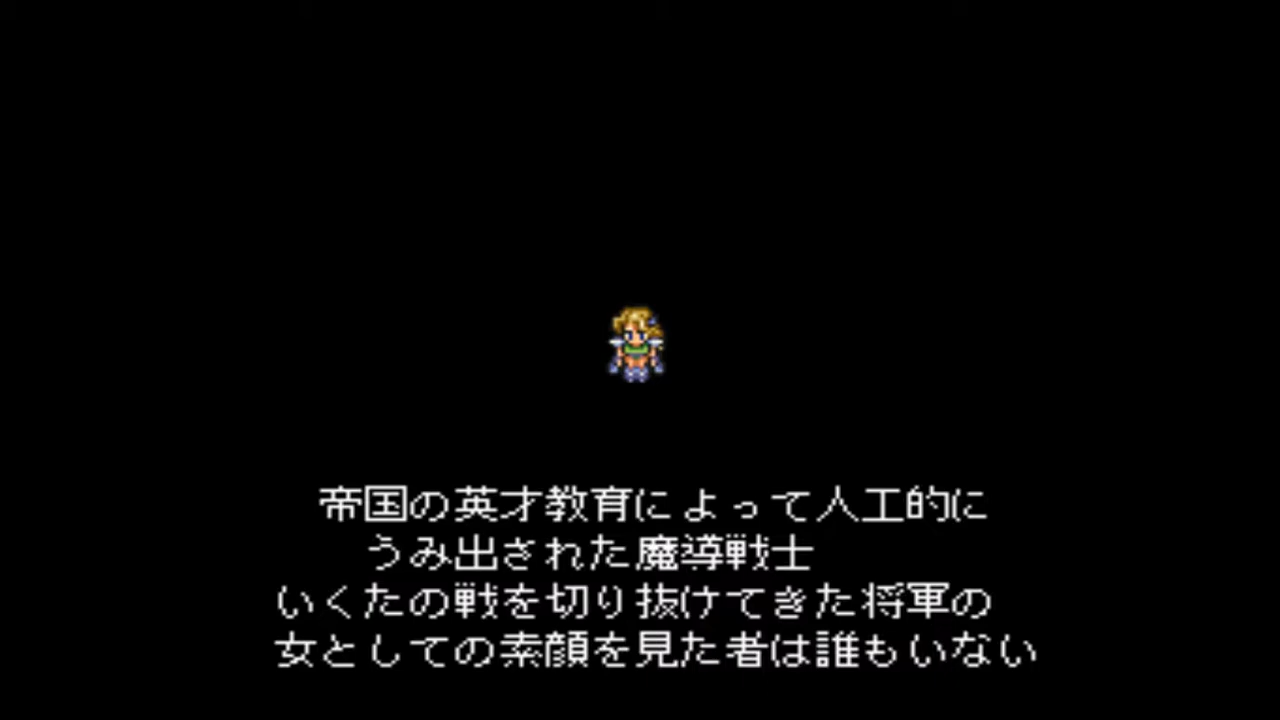 帝国の英才教育によって人工的に
うみ出された魔導戦士
いくたの戦を切り抜けてきた将軍の
女としての素顔を見た者は誰もいない